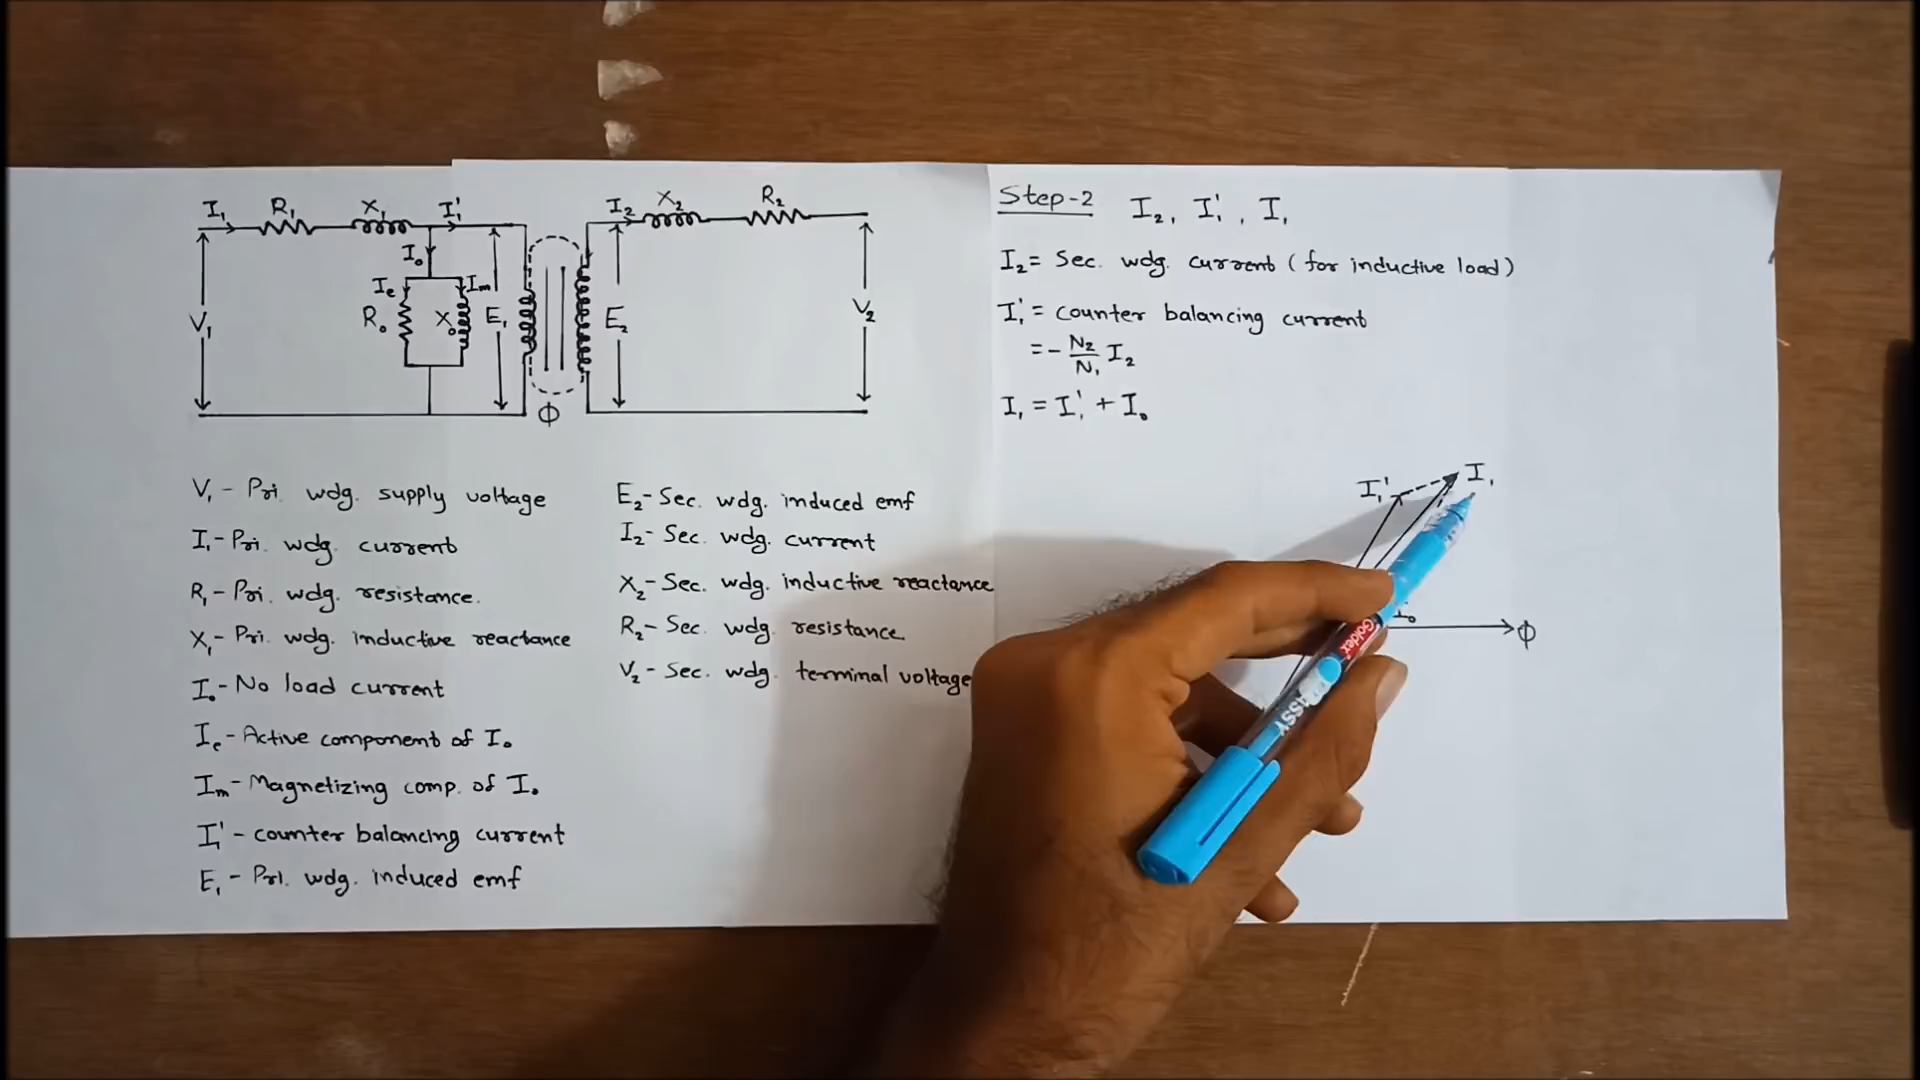 I₁ R₁ X₁ I₁' I₂ X₂ R₂
I₀
Iₑ Iₘ
V₁ R₀ X₀ E₁ E₂ V₂
Φ
V₁ - Pri. wdg. supply voltage
I₁ - Pri. wdg. current
R₁ - Pri. wdg. resistance.
X₁ - Pri. wdg. inductive reactance
I₀ - No load current
Iₑ - Active component of I₀
Iₘ - Magnetizing comp. of I₀
I₁' - counter balancing current
E₁ - Pri. wdg. induced emf
E₂ - Sec. wdg. induced emf
I₂ - Sec. wdg. current
X₂ - Sec. wdg. inductive reactance
R₂ - Sec. wdg. resistance
V₂ - Sec. wdg. terminal voltage
Step-2 I₂, I₁', I₁
I₂ = Sec. wdg. current (for inductive load)
I₁' = counter balancing current
= - N₂/N₁ I₂
I₁ = I₁' + I₀
I₁' I₁
I₀
Φ
Goldex